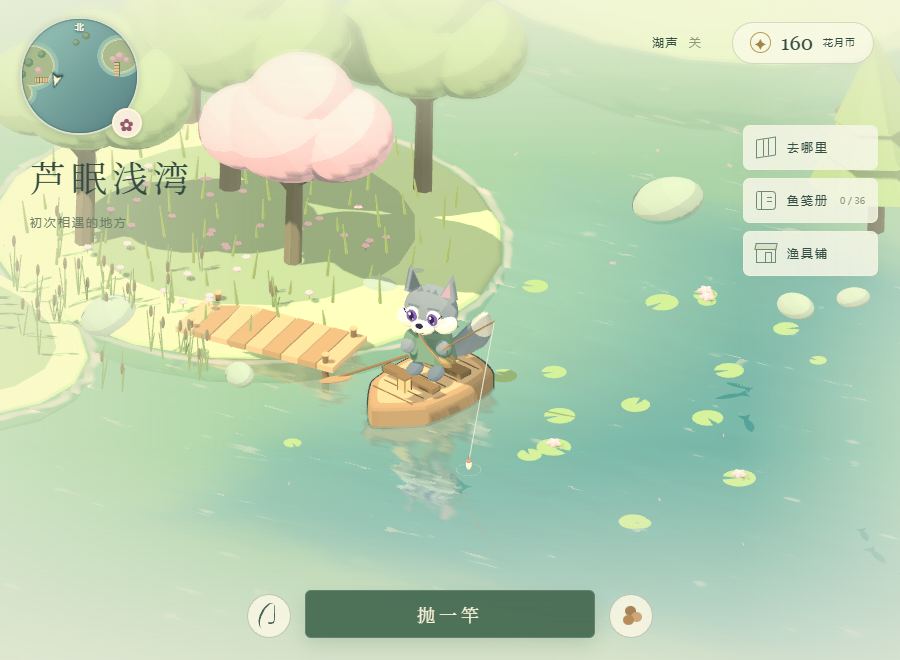 北
湖声 关
160 花月币
芦眠浅湾
初次相遇的地方
去哪里
鱼笺册 0 / 36
渔具铺
抛一竿